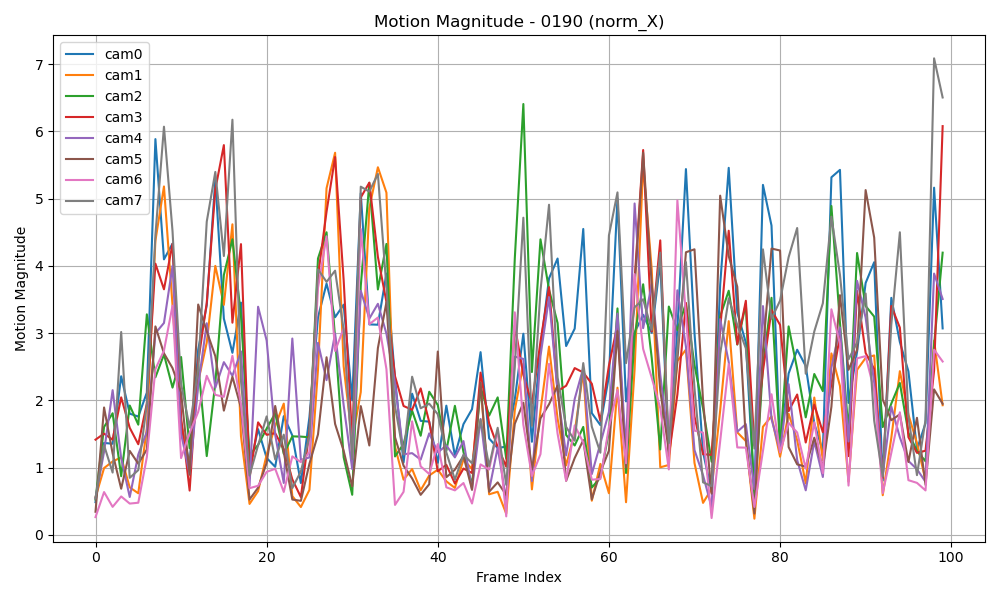 Motion Magnitude - 0190 (norm_X)
cam0
cam1
cam2
cam3
cam4
cam5
cam6
cam7
Motion Magnitude
7
6
5
4
3
2
1
0
0 20 40 60 80 100
Frame Index